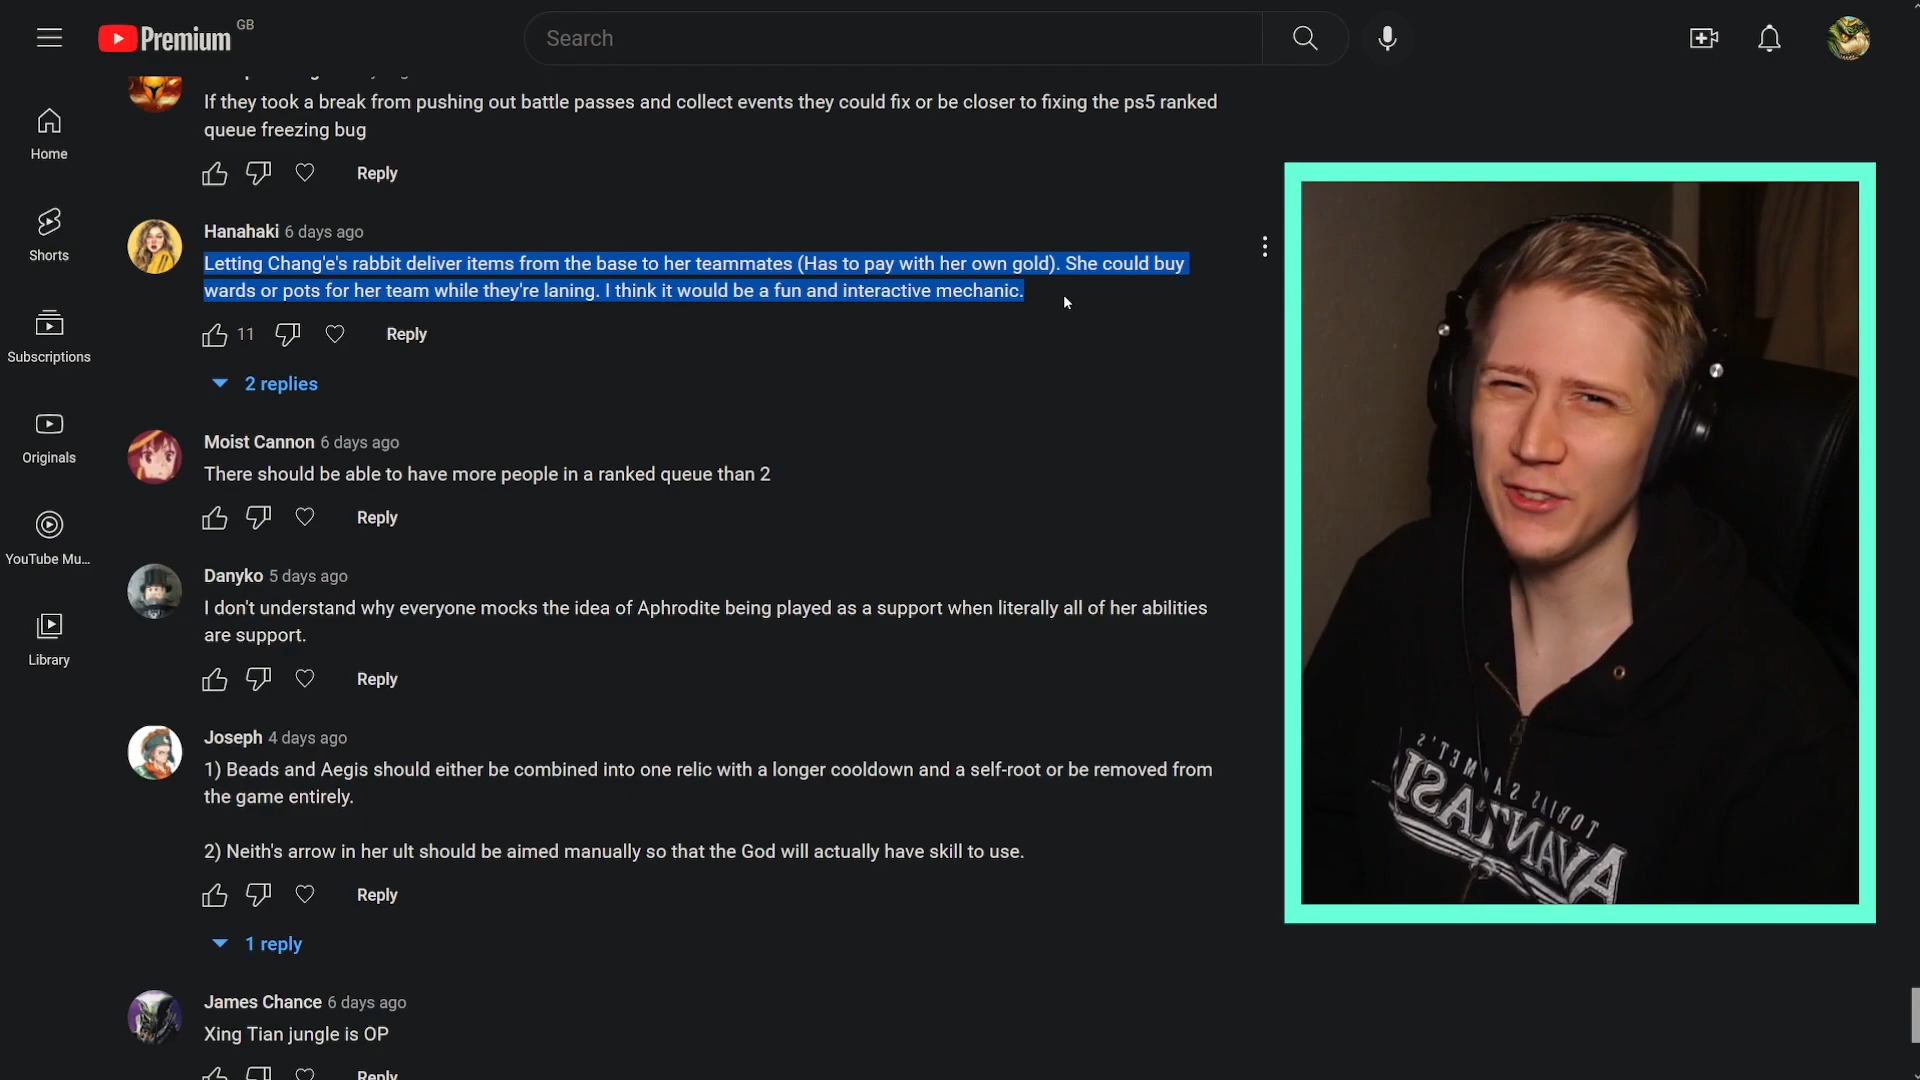 Premium GB
Search
If they took a break from pushing out battle passes and collect events they could fix or be closer to fixing the ps5 ranked
queue freezing bug
Reply
Home
Shorts
Subscriptions
Originals
YouTube Mu...
Library
Hanahaki 6 days ago
Letting Chang'e's rabbit deliver items from the base to her teammates (Has to pay with her own gold). She could buy
wards or pots for her team while they're laning. I think it would be a fun and interactive mechanic.
11 Reply
2 replies
Moist Cannon 6 days ago
There should be able to have more people in a ranked queue than 2
Reply
Danyko 5 days ago
I don't understand why everyone mocks the idea of Aphrodite being played as a support when literally all of her abilities
are support.
Reply
Joseph 4 days ago
1) Beads and Aegis should either be combined into one relic with a longer cooldown and a self-root or be removed from
the game entirely.
2) Neith's arrow in her ult should be aimed manually so that the God will actually have skill to use.
Reply
1 reply
James Chance 6 days ago
Xing Tian jungle is OP
Reply
TOBIAS SAMMET'S
AVANTASIA